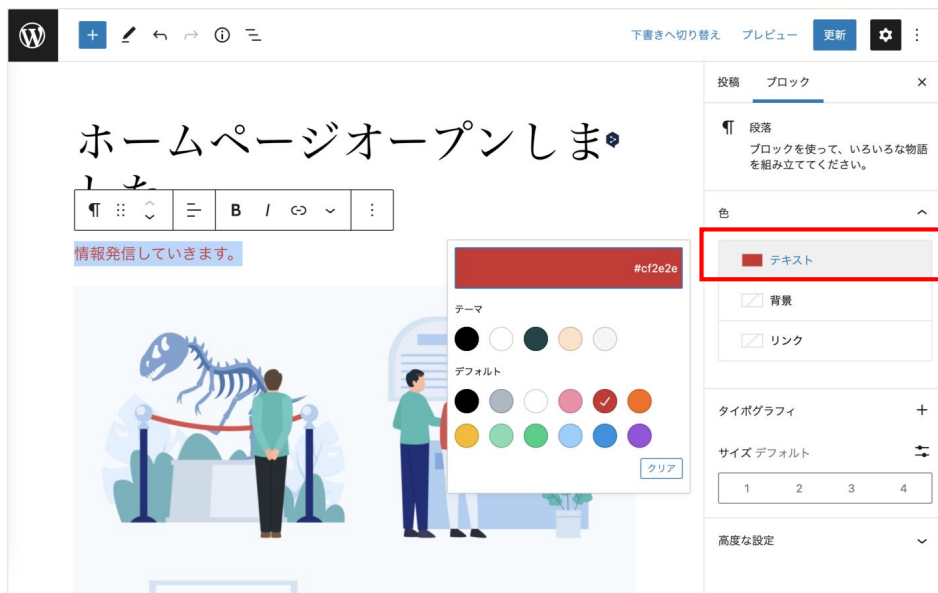 下書きへ切り替え プレビュー 更新
投稿 ブロック
ホームページオープンしま
した
段落
ブロックを使って、いろいろな物語
を組み立ててください。
B I
情報発信していきます。
色
テキスト
背景
リンク
#cf2e2e
テーマ
デフォルト
クリア
タイポグラフィ
サイズ デフォルト
1 2 3 4
高度な設定